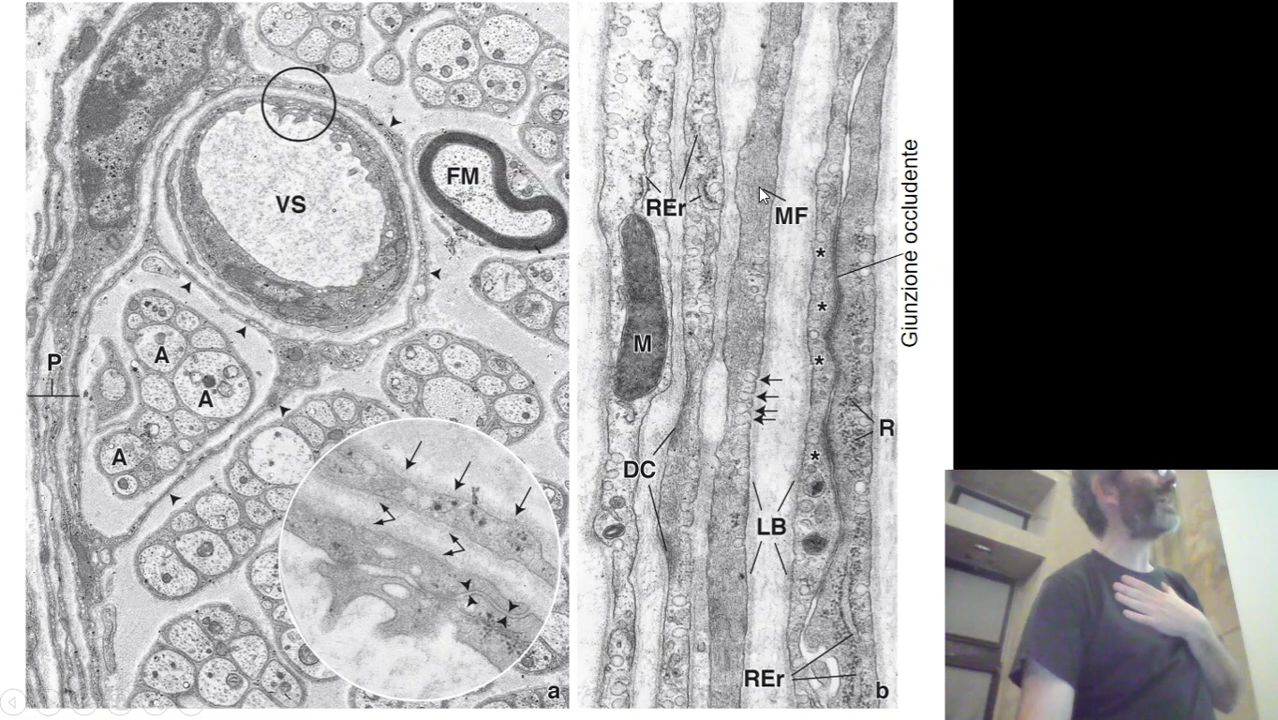 VS
FM
P
A
A
A
a
REr
MF
Giunzione occludente
*
*
M
*
R
DC
*
LB
REr
b